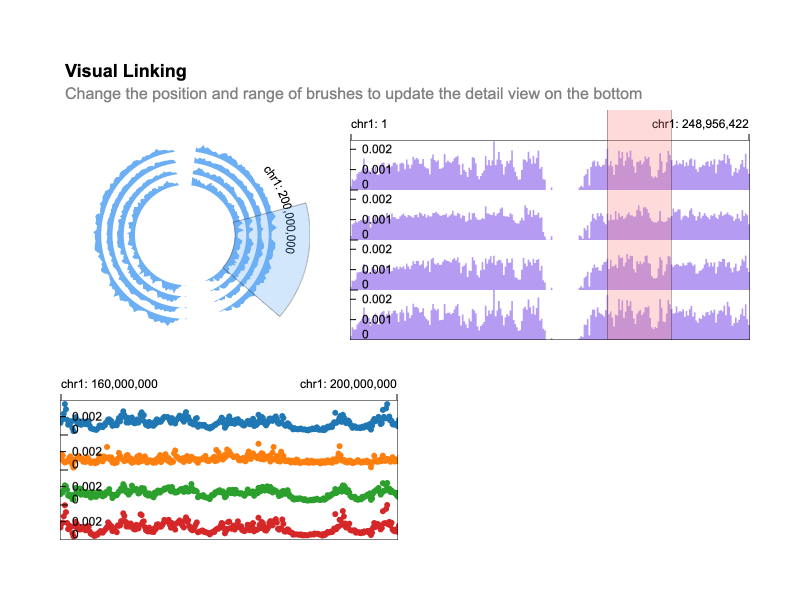 Visual Linking
Change the position and range of brushes to update the detail view on the bottom
chr1: 200,000,000
chr1: 1
chr1: 248,956,422
0.002
0.001
0
0.002
0.001
0
0.002
0.001
0
0.002
0.001
0
chr1: 160,000,000
chr1: 200,000,000
0.002
0
0.002
0
0.002
0
0.002
0